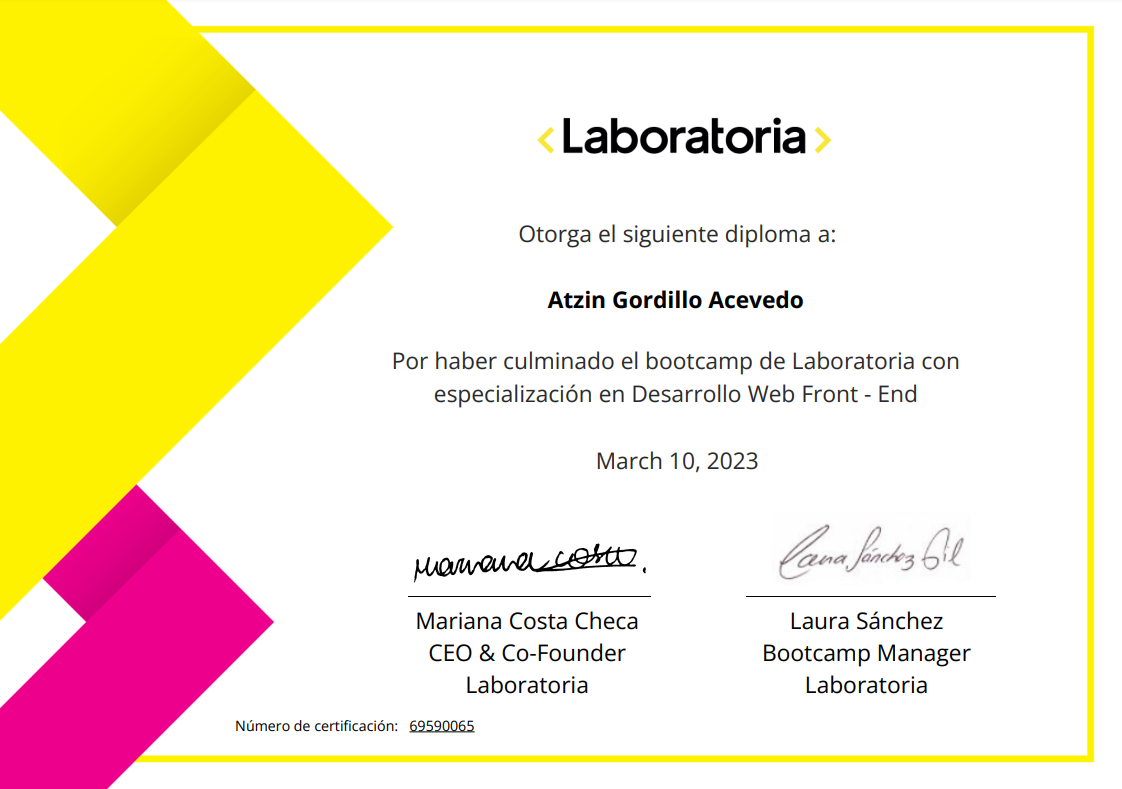 <Laboratoria>
Otorga el siguiente diploma a:
Atzin Gordillo Acevedo
Por haber culminado el bootcamp de Laboratoria con
especialización en Desarrollo Web Front - End
March 10, 2023
Mariana Costa.
Laura Sánchez Gil
Mariana Costa Checa
CEO & Co-Founder
Laboratoria
Laura Sánchez
Bootcamp Manager
Laboratoria
Número de certificación: 69590065